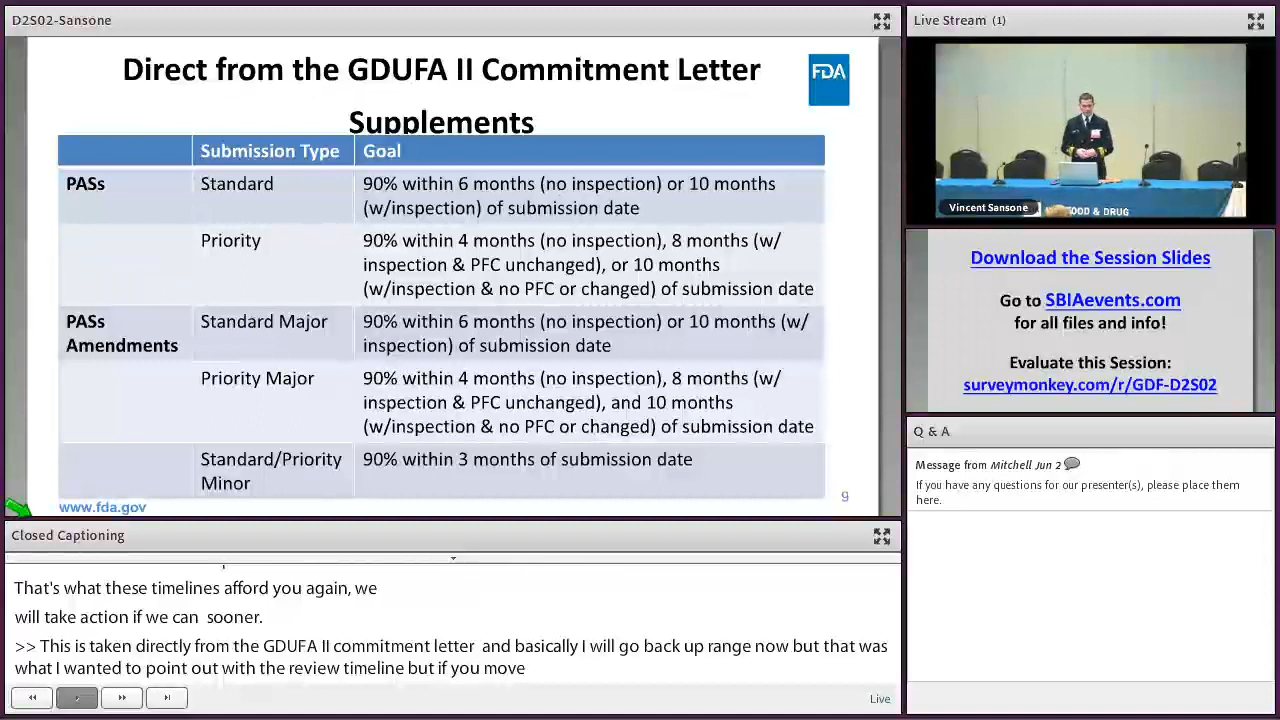 D2S02-Sansone
Direct from the GDUFA II Commitment Letter
Supplements
FDA
Submission Type Goal
PASs Standard 90% within 6 months (no inspection) or 10 months
(w/inspection) of submission date
Priority 90% within 4 months (no inspection), 8 months (w/
inspection & PFC unchanged), or 10 months
(w/inspection & no PFC or changed) of submission date
PASs Standard Major 90% within 6 months (no inspection) or 10 months (w/
Amendments inspection) of submission date
Priority Major 90% within 4 months (no inspection), 8 months (w/
inspection & PFC unchanged), and 10 months
(w/inspection & no PFC or changed) of submission date
Standard/Priority 90% within 3 months of submission date
Minor
www.fda.gov
9
Closed Captioning
That's what these timelines afford you again, we
will take action if we can sooner.
>> This is taken directly from the GDUFA II commitment letter and basically I will go back up range now but that was
what I wanted to point out with the review timeline but if you move
Live
Live Stream (1)
Vincent Sansone
FOOD & DRUG
Download the Session Slides
Go to SBIAevents.com
for all files and info!
Evaluate this Session:
surveymonkey.com/r/GDF-D2S02
Q & A
Message from Mitchell Jun 2
If you have any questions for our presenter(s), please place them
here.